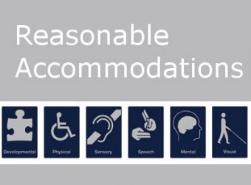 Reasonable
Accommodations
Developmental Physical Sensory Speech Mental Visual